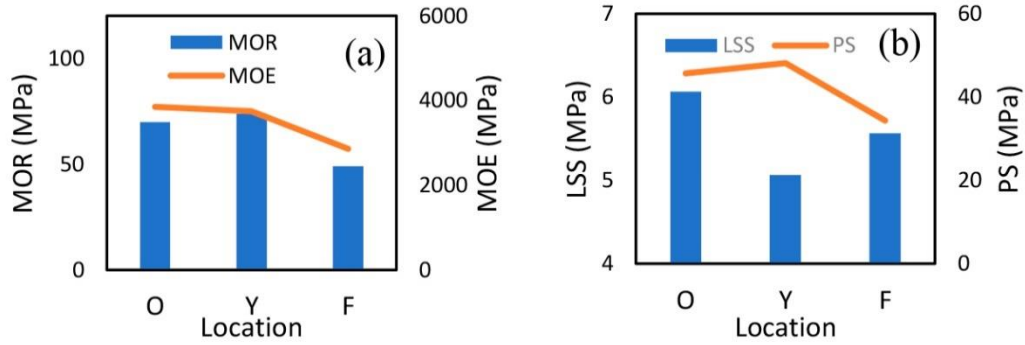 MOR (MPa)
100
50
0
MOR
MOE
(a)
6000
4000
2000
0
MOE (MPa)
O Y F
Location
LSS (MPa)
7
6
5
4
LSS PS
(b)
60
40
20
0
PS (MPa)
O Y F
Location